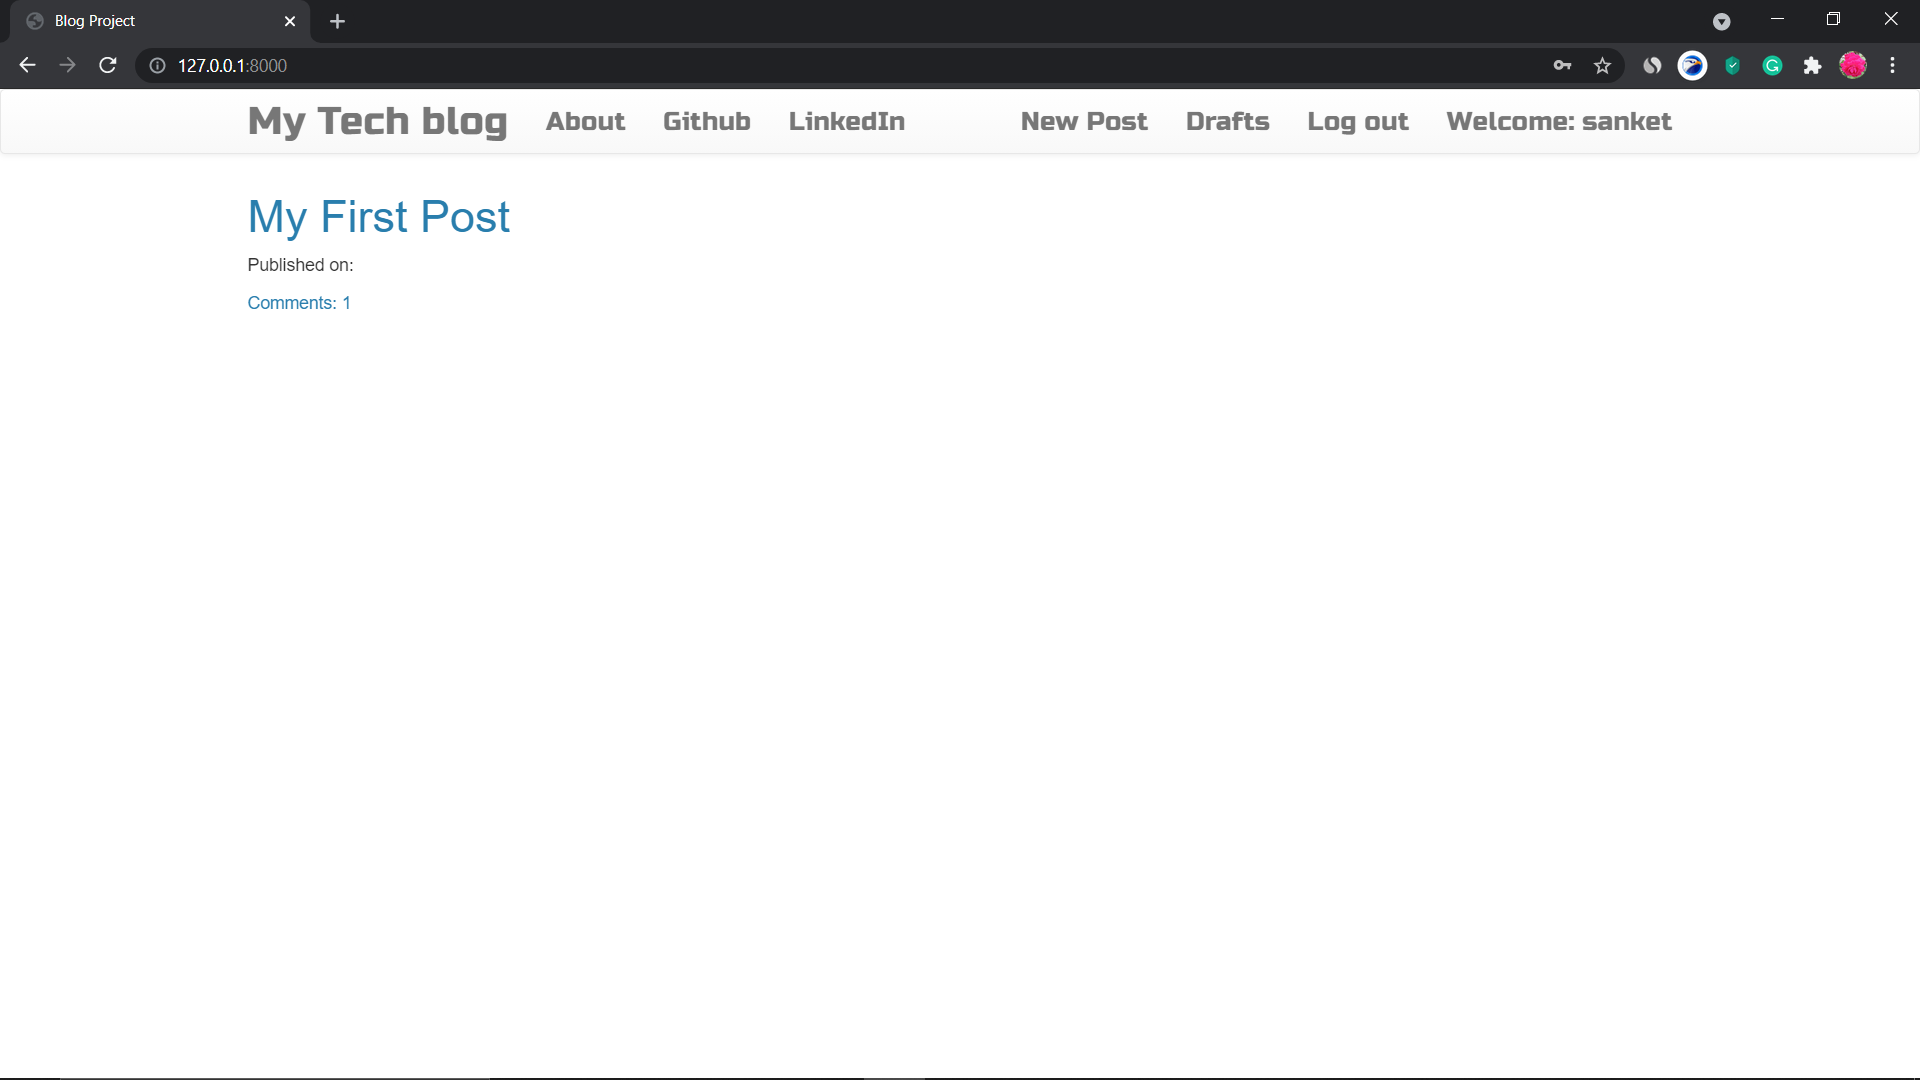 Blog Project
127.0.0.1:8000
My Tech blog About Github LinkedIn New Post Drafts Log out Welcome: sanket
My First Post
Published on:
Comments: 1